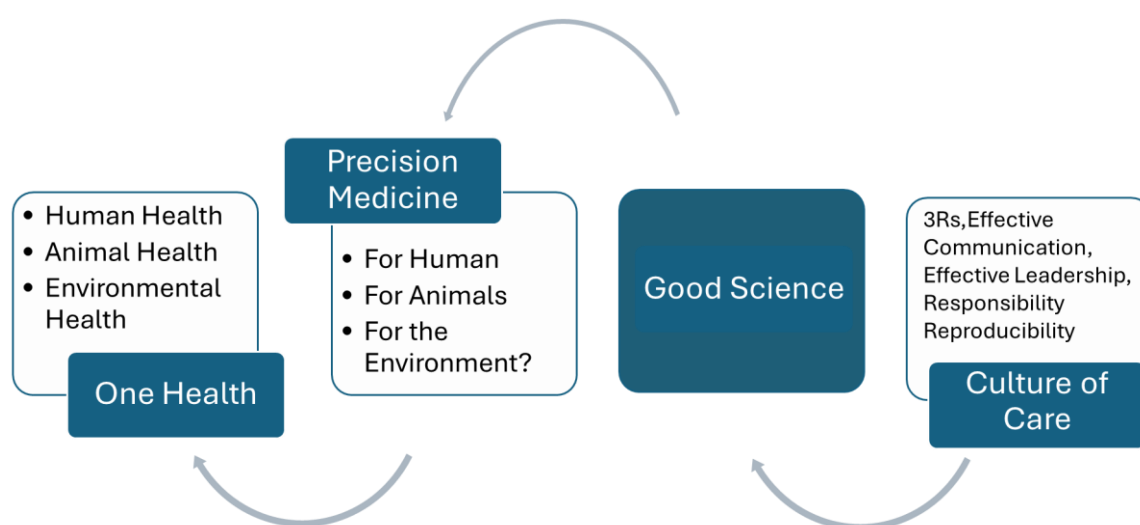 Precision
Medicine
• Human Health
• Animal Health
• Environmental
Health
One Health
• For Human
• For Animals
• For the
Environment?
Good Science
3Rs,Effective
Communication,
Effective Leadership,
Responsibility
Reproducibility
Culture of
Care